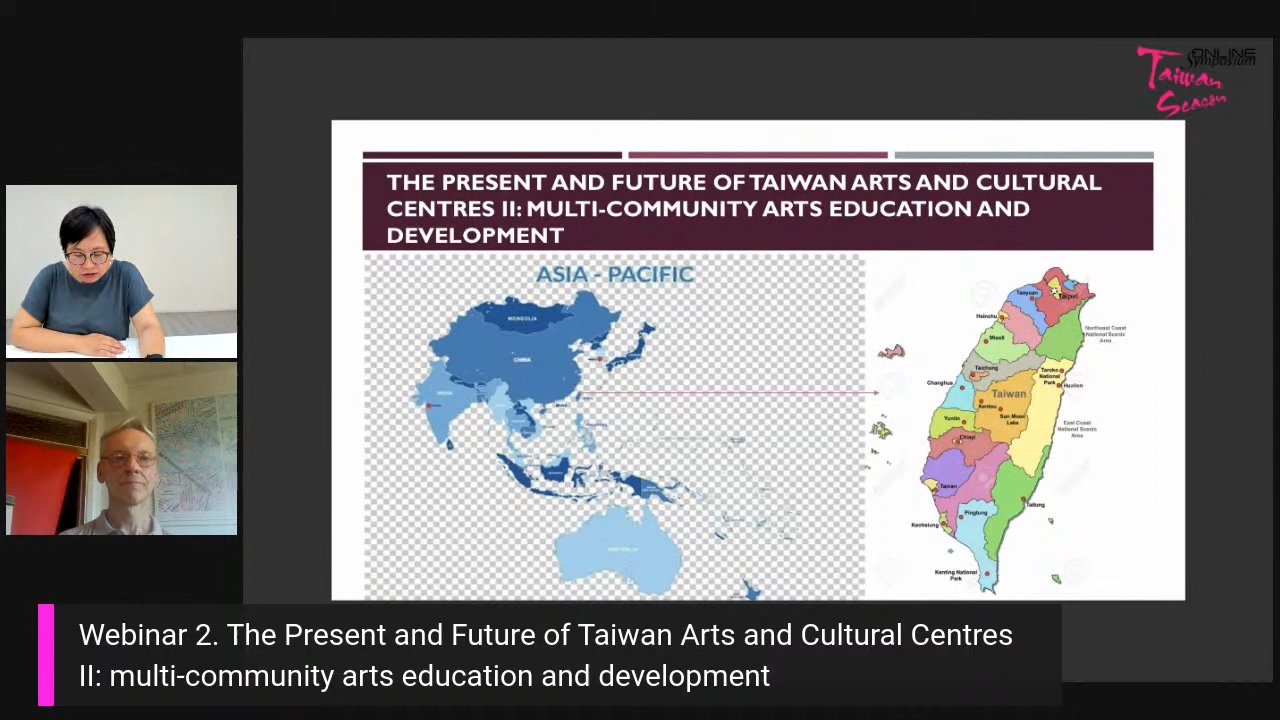 ONLINE
Symposium
Taiwan
Season
THE PRESENT AND FUTURE OF TAIWAN ARTS AND CULTURAL
CENTRES II: MULTI-COMMUNITY ARTS EDUCATION AND
DEVELOPMENT
ASIA - PACIFIC
MONGOLIA
CHINA
INDIA
AUSTRALIA
Taipei
Taoyuan
Hsinchu
Miaoli
Northeast Coast
National Scenic
Area
Taichung
Taroko
National
Park
Hualien
Changhua
Taiwan
Nantou
Sun Moon
Lake
Yunlin
East Coast
National Scenic
Area
Chiayi
Tainan
Taitung
Pingtung
Kaohsiung
Kenting National
Park
Webinar 2. The Present and Future of Taiwan Arts and Cultural Centres
II: multi-community arts education and development